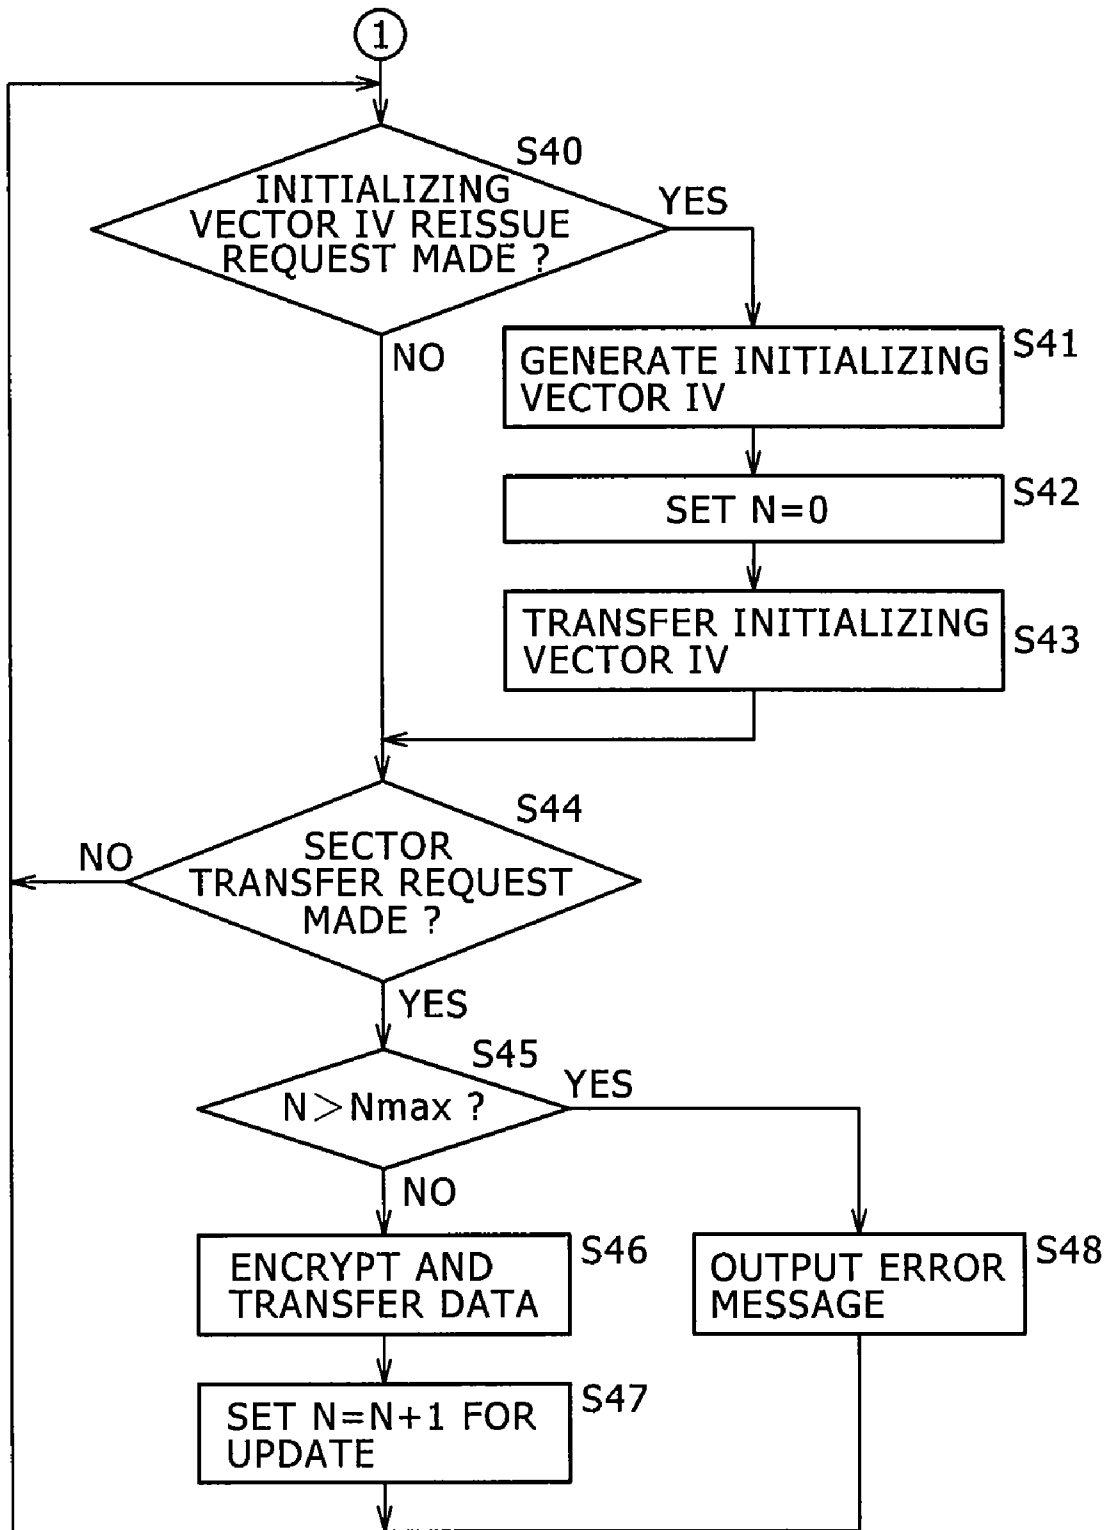 1
S40
INITIALIZING
VECTOR IV REISSUE
REQUEST MADE ?
YES
NO
S41
GENERATE INITIALIZING
VECTOR IV
S42
SET N=0
S43
TRANSFER INITIALIZING
VECTOR IV
S44
SECTOR
TRANSFER REQUEST
MADE ?
NO
YES
S45
N>Nmax ?
YES
NO
S46
ENCRYPT AND
TRANSFER DATA
S48
OUTPUT ERROR
MESSAGE
S47
SET N=N+1 FOR
UPDATE